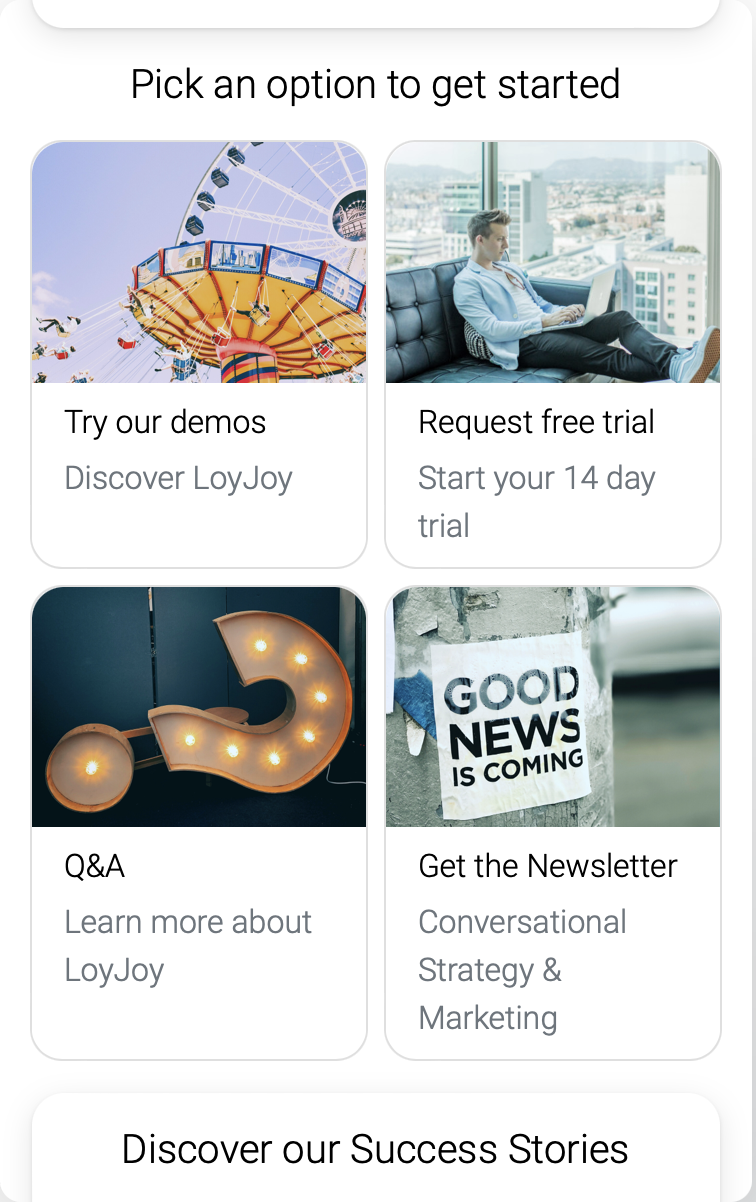 Pick an option to get started
Try our demos
Discover LoyJoy
Request free trial
Start your 14 day
trial
GOOD
NEWS
IS COMING
Q&A
Learn more about
LoyJoy
Get the Newsletter
Conversational
Strategy &
Marketing
Discover our Success Stories